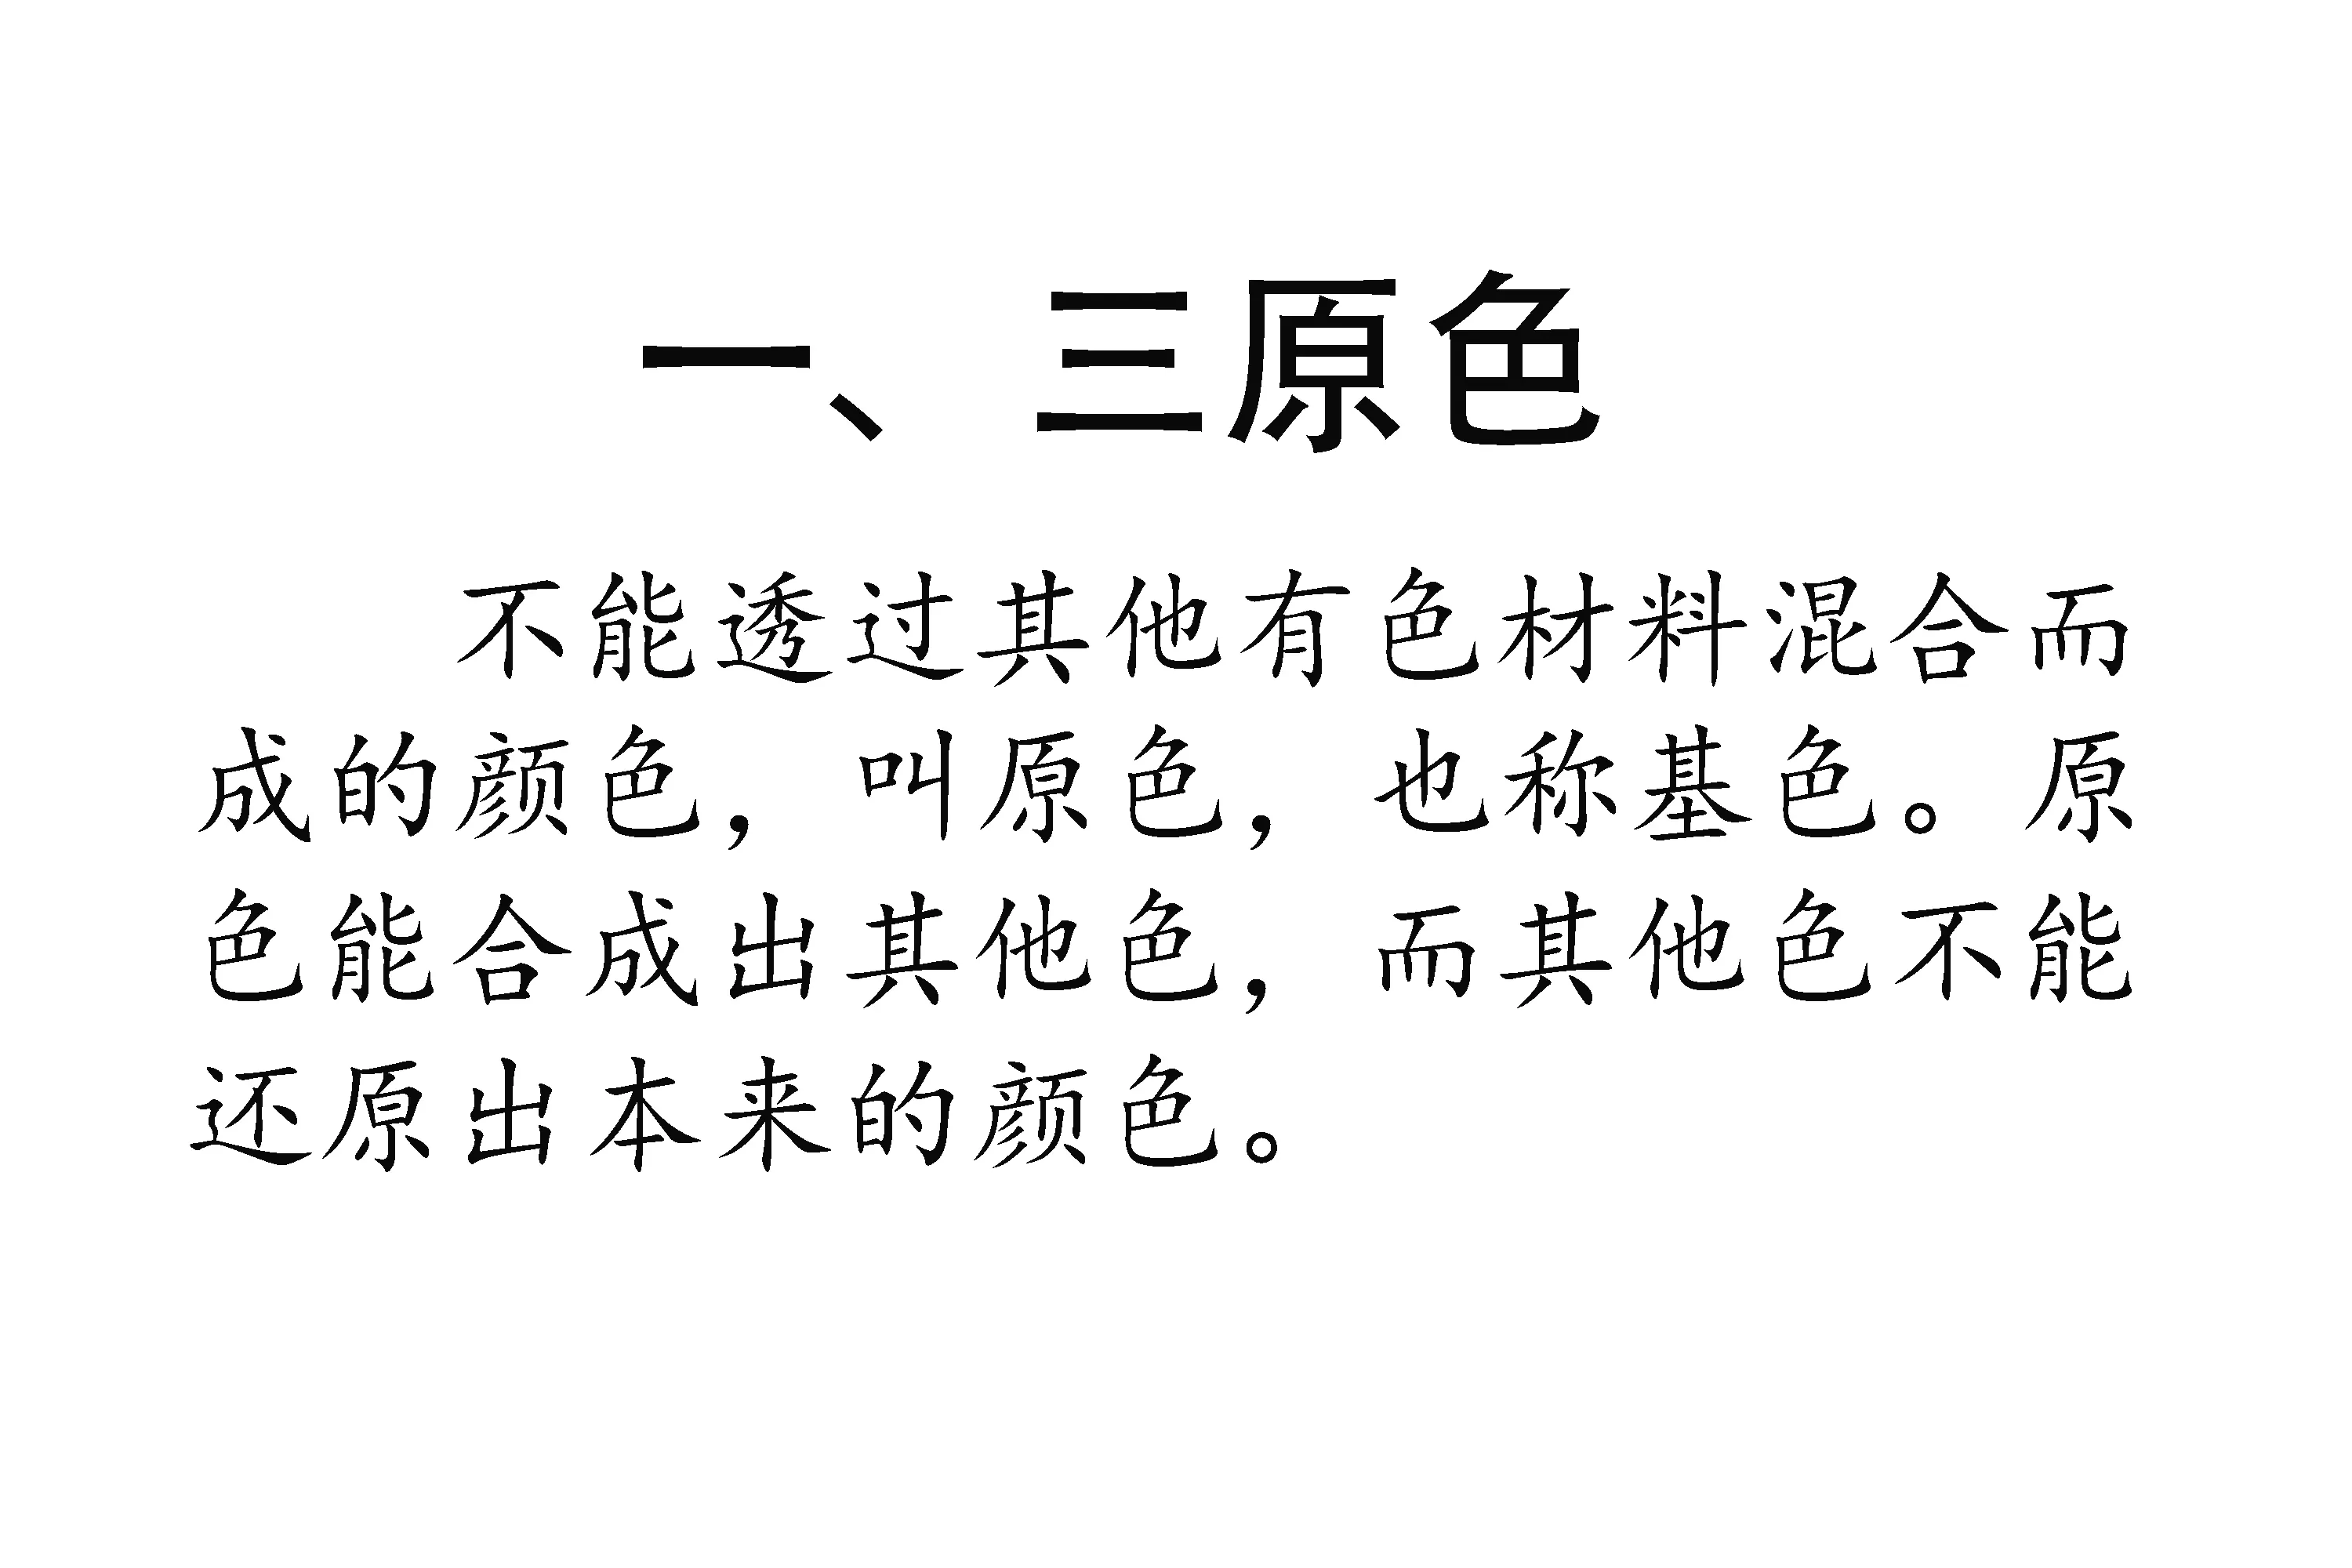 一、三原色
不能透过其他有色材料混合而
成的颜色，叫原色，也称基色。原
色能合成出其他色，而其他色不能
还原出本来的颜色。